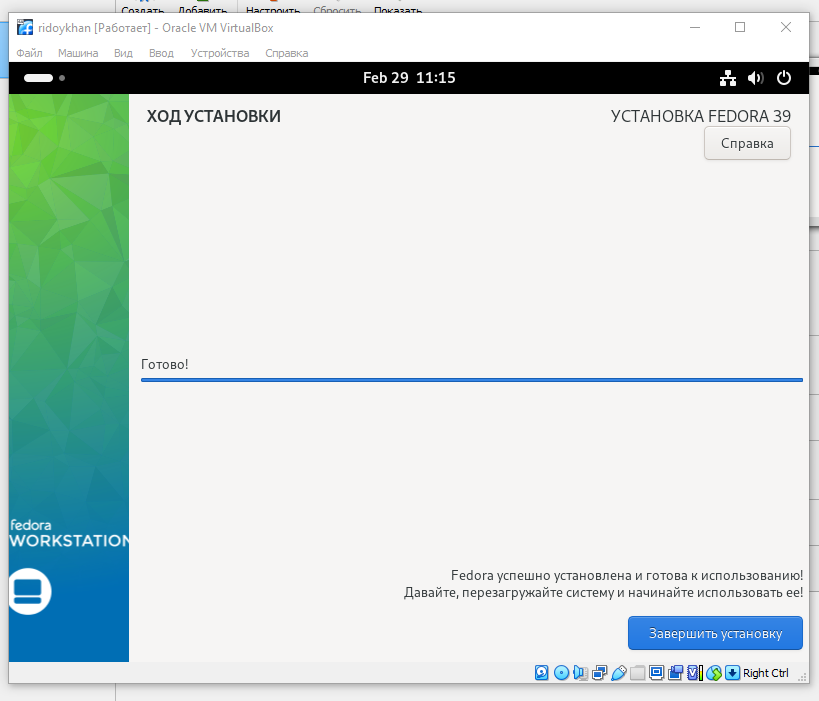 Создать Добавить Настроить Сбросить Показать
ridoykhan [Работает] - Oracle VM VirtualBox
Файл Машина Вид Ввод Устройства Справка
Feb 29 11:15
ХОД УСТАНОВКИ
УСТАНОВКА FEDORA 39
Справка
Готово!
fedora
WORKSTATION
Fedora успешно установлена и готова к использованию!
Давайте, перезагружайте систему и начинайте использовать ее!
Завершить установку
Right Ctrl